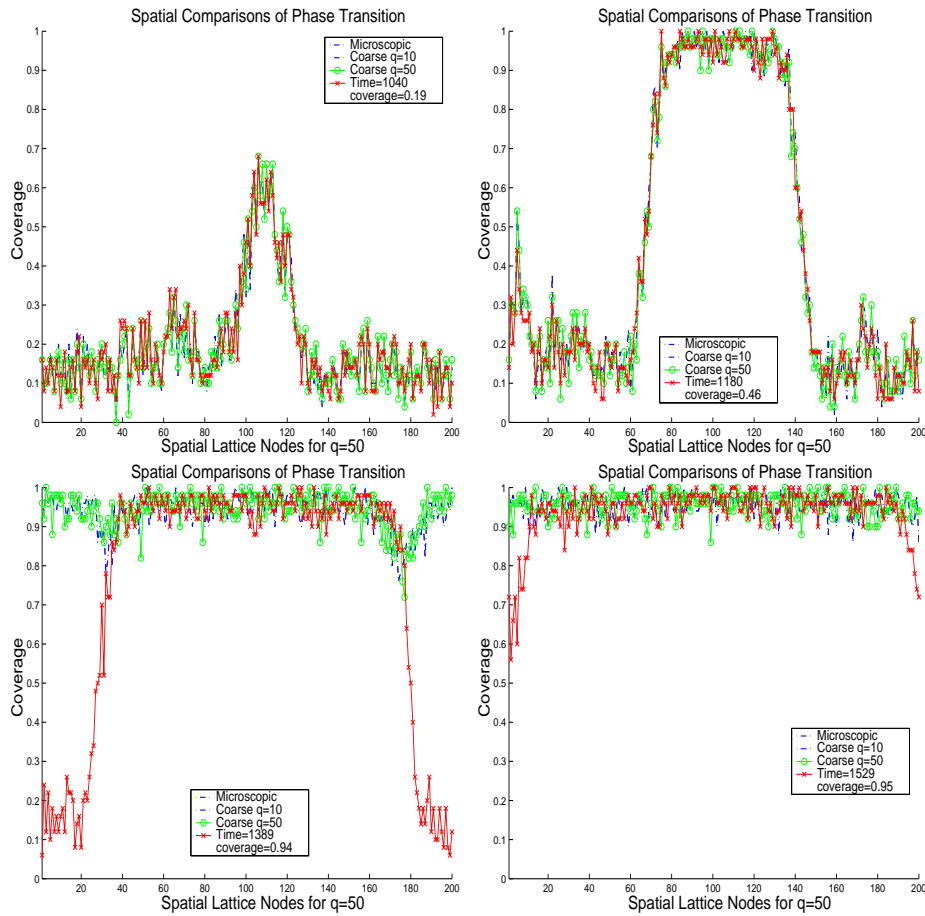 Spatial Comparisons of Phase Transition
1
0.9
0.8
0.7
0.6
0.5
0.4
0.3
0.2
0.1
0
Coverage
Microscopic
Coarse q=10
Coarse q=50
Time=1040
coverage=0.19
20 40 60 80 100 120 140 160 180 200
Spatial Lattice Nodes for q=50
Spatial Comparisons of Phase Transition
1
0.9
0.8
0.7
0.6
0.5
0.4
0.3
0.2
0.1
0
Coverage
Microscopic
Coarse q=10
Coarse q=50
Time=1180
coverage=0.46
20 40 60 80 100 120 140 160 180 200
Spatial Lattice Nodes for q=50
Spatial Comparisons of Phase Transition
1
0.9
0.8
0.7
0.6
0.5
0.4
0.3
0.2
0.1
0
Coverage
Microscopic
Coarse q=10
Coarse q=50
Time=1389
coverage=0.94
20 40 60 80 100 120 140 160 180 200
Spatial Lattice Nodes for q=50
Spatial Comparisons of Phase Transition
1
0.9
0.8
0.7
0.6
0.5
0.4
0.3
0.2
0.1
0
Coverage
Microscopic
Coarse q=10
Coarse q=50
Time=1529
coverage=0.95
20 40 60 80 100 120 140 160 180 200
Spatial Lattice Nodes for q=50